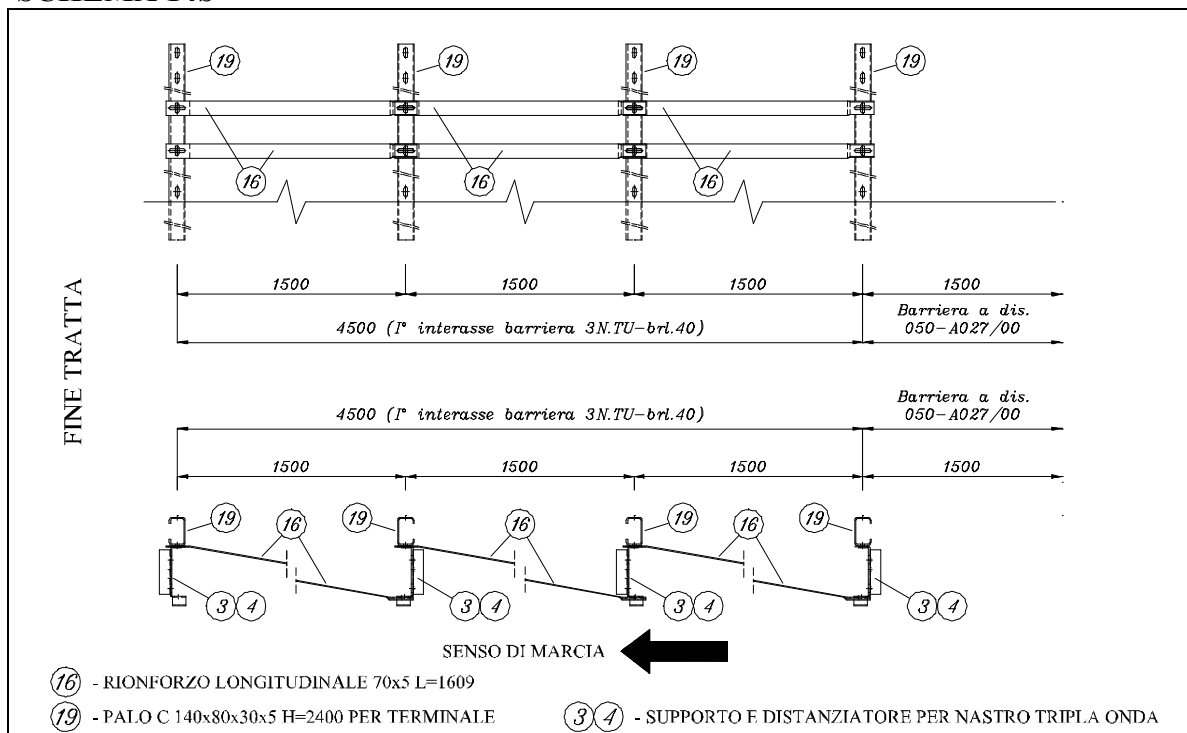 19 19 19 19
16 16 16
1500 1500 1500 1500
4500 (I° interasse barriera 3N.TU-brl.40)
Barriera a dis.
050-A027/00
FINE TRATTA
4500 (I° interasse barriera 3N.TU-brl.40)
Barriera a dis.
050-A027/00
1500 1500 1500 1500
19 16 19 16 19 16 19
3 4 3 4 3 4 3 4
SENSO DI MARCIA
16 - RIONFORZO LONGITUDINALE 70x5 L=1609
19 - PALO C 140x80x30x5 H=2400 PER TERMINALE
3 4 - SUPPORTO E DISTANZIATORE PER NASTRO TRIPLA ONDA